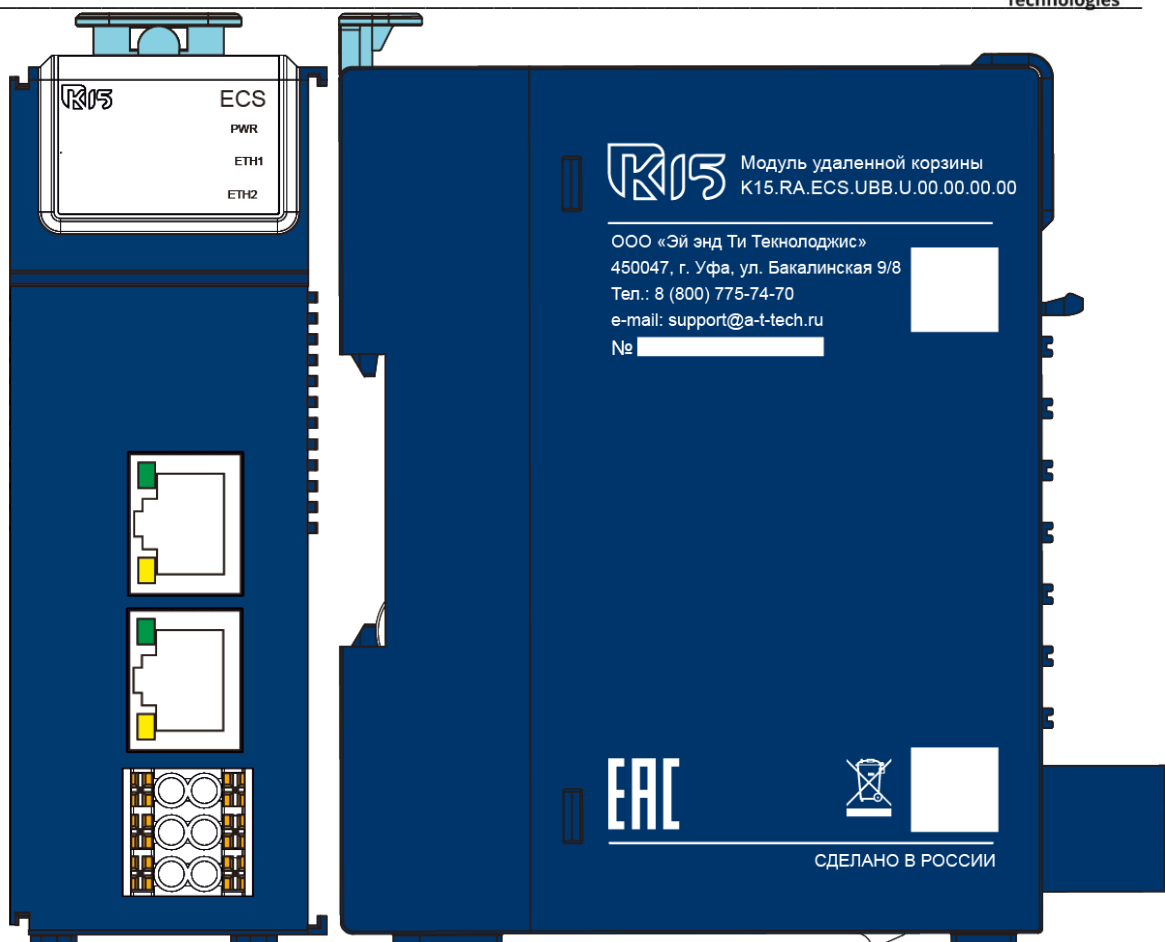 Technologies
K15
ECS
PWR
ETH1
ETH2
K15
Модуль удаленной корзины
K15.RA.ECS.UBB.U.00.00.00.00
ООО «Эй энд Ти Текнолоджис»
450047, г. Уфа, ул. Бакалинская 9/8
Тел.: 8 (800) 775-74-70
e-mail: support@a-t-tech.ru
№
EAC
СДЕЛАНО В РОССИИ